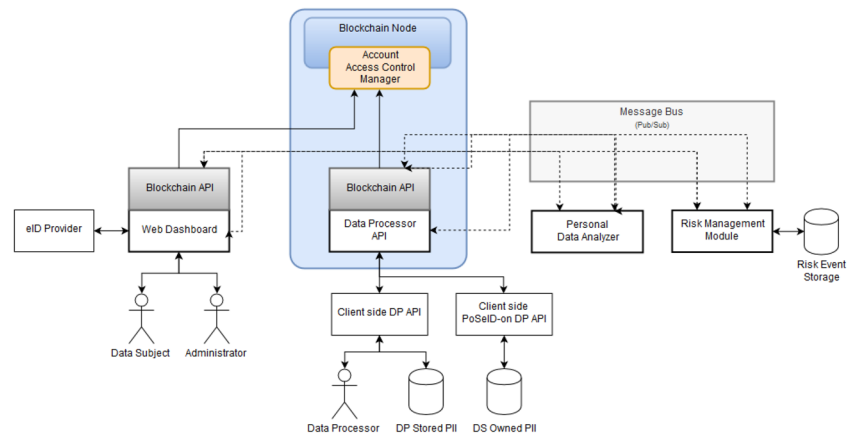 Blockchain Node
Account
Access Control
Manager
Message Bus
(Pub/Sub)
Blockchain API
Blockchain API
eID Provider
Web Dashboard
Data Processor
API
Personal
Data Analyzer
Risk Management
Module
Risk Event
Storage
Client side DP API
Client side
PoSeID-on DP API
Data Subject
Administrator
Data Processor
DP Stored PII
DS Owned PII